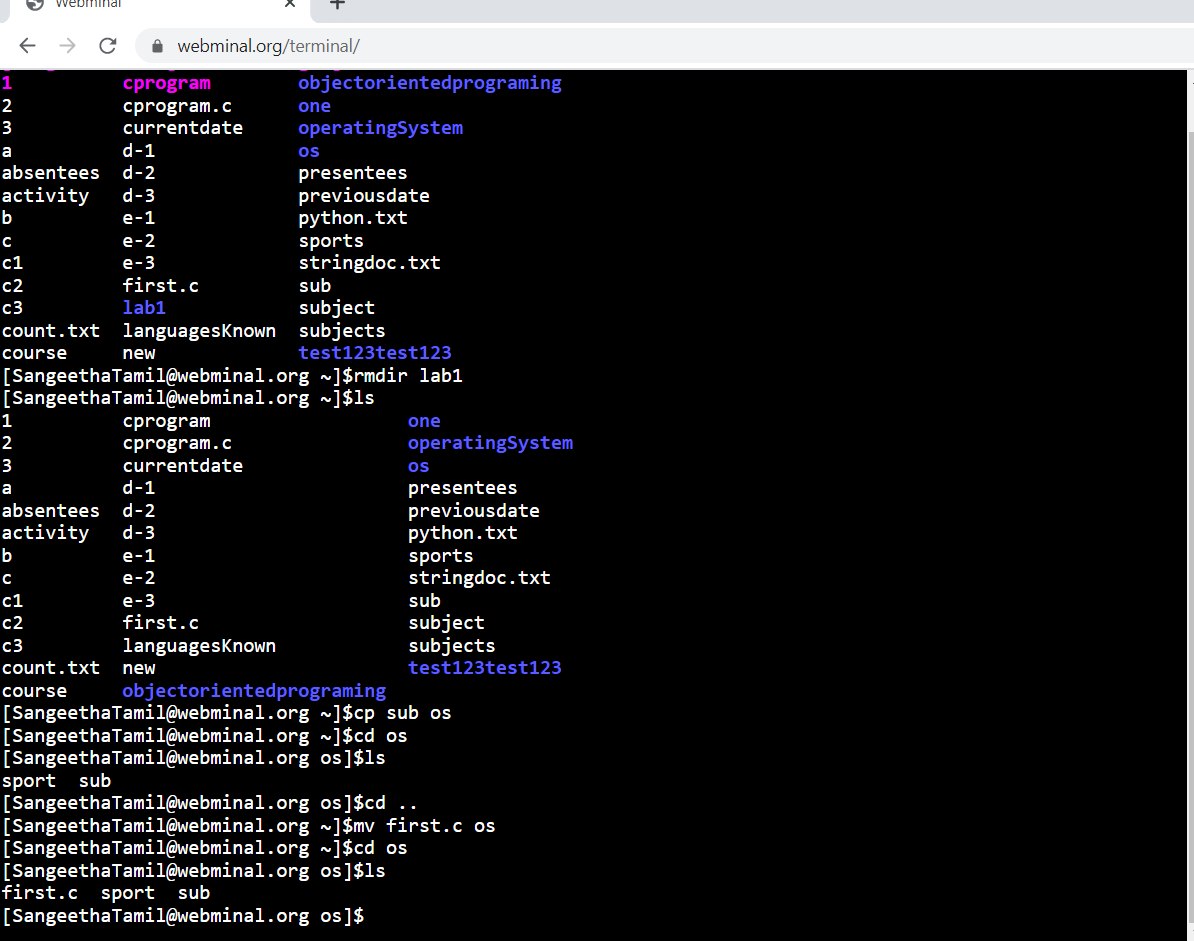 Webminal
webminal.org/terminal/
1 cprogram objectorientedprograming
2 cprogram.c one
3 currentdate operatingSystem
a d-1 os
absentees d-2 presentees
activity d-3 previousdate
b e-1 python.txt
c e-2 sports
c1 e-3 stringdoc.txt
c2 first.c sub
c3 lab1 subject
count.txt languagesKnown subjects
course new test123test123
[SangeethaTamil@webminal.org ~]$rmdir lab1
[SangeethaTamil@webminal.org ~]$ls
1 cprogram one
2 cprogram.c operatingSystem
3 currentdate os
a d-1 presentees
absentees d-2 previousdate
activity d-3 python.txt
b e-1 sports
c e-2 stringdoc.txt
c1 e-3 sub
c2 first.c subject
c3 languagesKnown subjects
count.txt new test123test123
course objectorientedprograming
[SangeethaTamil@webminal.org ~]$cp sub os
[SangeethaTamil@webminal.org ~]$cd os
[SangeethaTamil@webminal.org os]$ls
sport sub
[SangeethaTamil@webminal.org os]$cd ..
[SangeethaTamil@webminal.org ~]$mv first.c os
[SangeethaTamil@webminal.org ~]$cd os
[SangeethaTamil@webminal.org os]$ls
first.c sport sub
[SangeethaTamil@webminal.org os]$